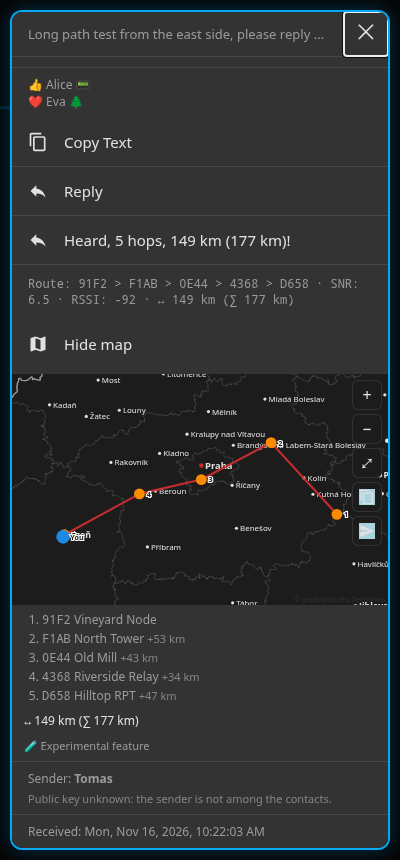 Long path test from the east side, please reply ...
👍 Alice 📟
❤️ Eva 🌲
Copy Text
Reply
Heard, 5 hops, 149 km (177 km)!
Route: 91F2 > F1AB > 0E44 > 4368 > D658 · SNR:
6.5 · RSSI: -92 · ↔ 149 km (∑ 177 km)
Hide map
Litoměřice
Most
Kadaň
Žatec
Louny
Mělník
Mladá Boleslav
Kralupy nad Vltavou
Labem-Stará Boleslav
Rakovník
Kladno
Praha
Říčany
Kolín
Beroun
Benešov
Příbram
Tábor
+
−
1. 91F2 Vineyard Node
2. F1AB North Tower +53 km
3. 0E44 Old Mill +43 km
4. 4368 Riverside Relay +34 km
5. D658 Hilltop RPT +47 km
↔149 km (∑ 177 km)
🧪 Experimental feature
Sender: Tomas
Public key unknown: the sender is not among the contacts.
Received: Mon, Nov 16, 2026, 10:22:03 AM